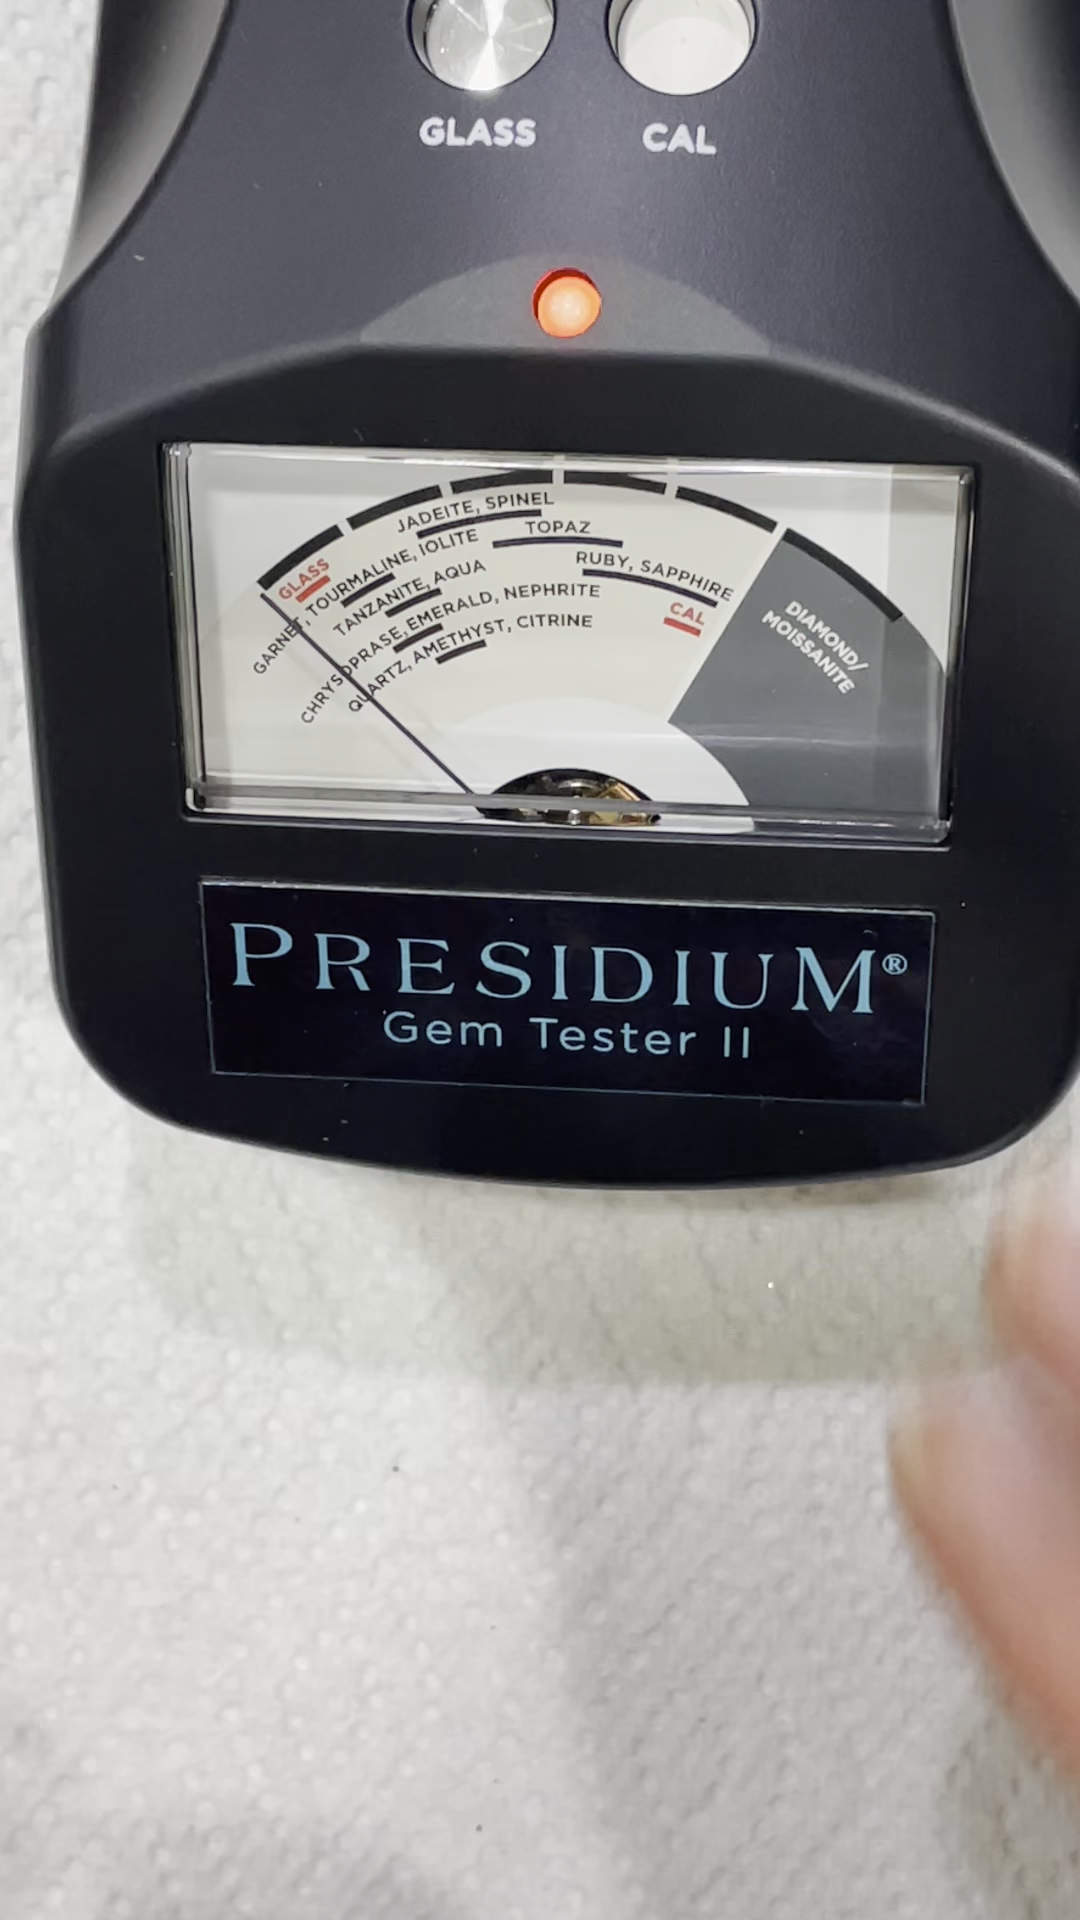 GLASS CAL
JADEITE, SPINEL
TOPAZ
GLASS
GARNET, TOURMALINE, IOLITE
RUBY, SAPPHIRE
TANZANITE, AQUA
CAL
CHRYSOPRASE, EMERALD, NEPHRITE
QUARTZ, AMETHYST, CITRINE
DIAMOND/
MOISSANITE
PRESIDIUM®
Gem Tester II